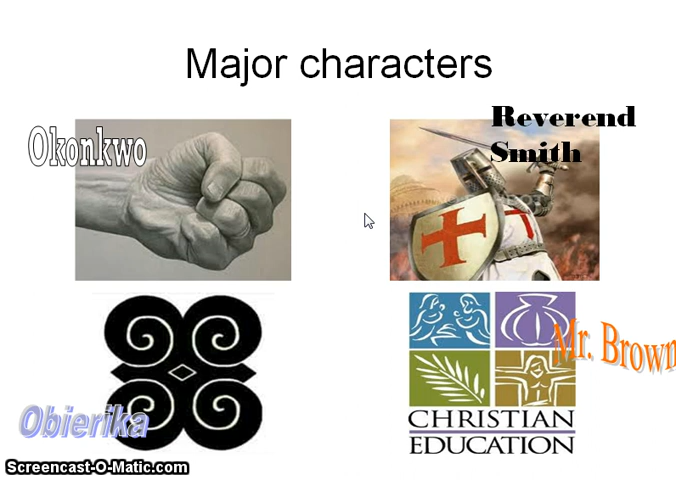 Major characters
Okonkwo
Reverend
Smith
Obierika
Mr. Brown
CHRISTIAN
EDUCATION
Screencast-O-Matic.com